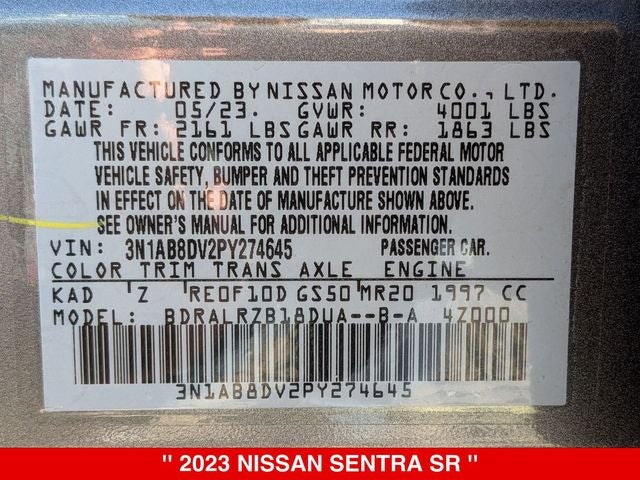 MANUFACTURED BY NISSAN MOTOR CO., LTD.
DATE: 05/23. GVWR: 4001 LBS
GAWR FR: 2161 LBS GAWR RR: 1863 LBS
THIS VEHICLE CONFORMS TO ALL APPLICABLE FEDERAL MOTOR
VEHICLE SAFETY, BUMPER AND THEFT PREVENTION STANDARDS
IN EFFECT ON THE DATE OF MANUFACTURE SHOWN ABOVE.
SEE OWNER'S MANUAL FOR ADDITIONAL INFORMATION.
VIN: 3N1AB8DV2PY274645 PASSENGER CAR.
COLOR TRIM TRANS AXLE ENGINE
KAD Z RE0F10D GS50 MR20 1997 CC
MODEL: BDRALRZB18DUA--B-A 4Z000
3N1AB8DV2PY274645
" 2023 NISSAN SENTRA SR "